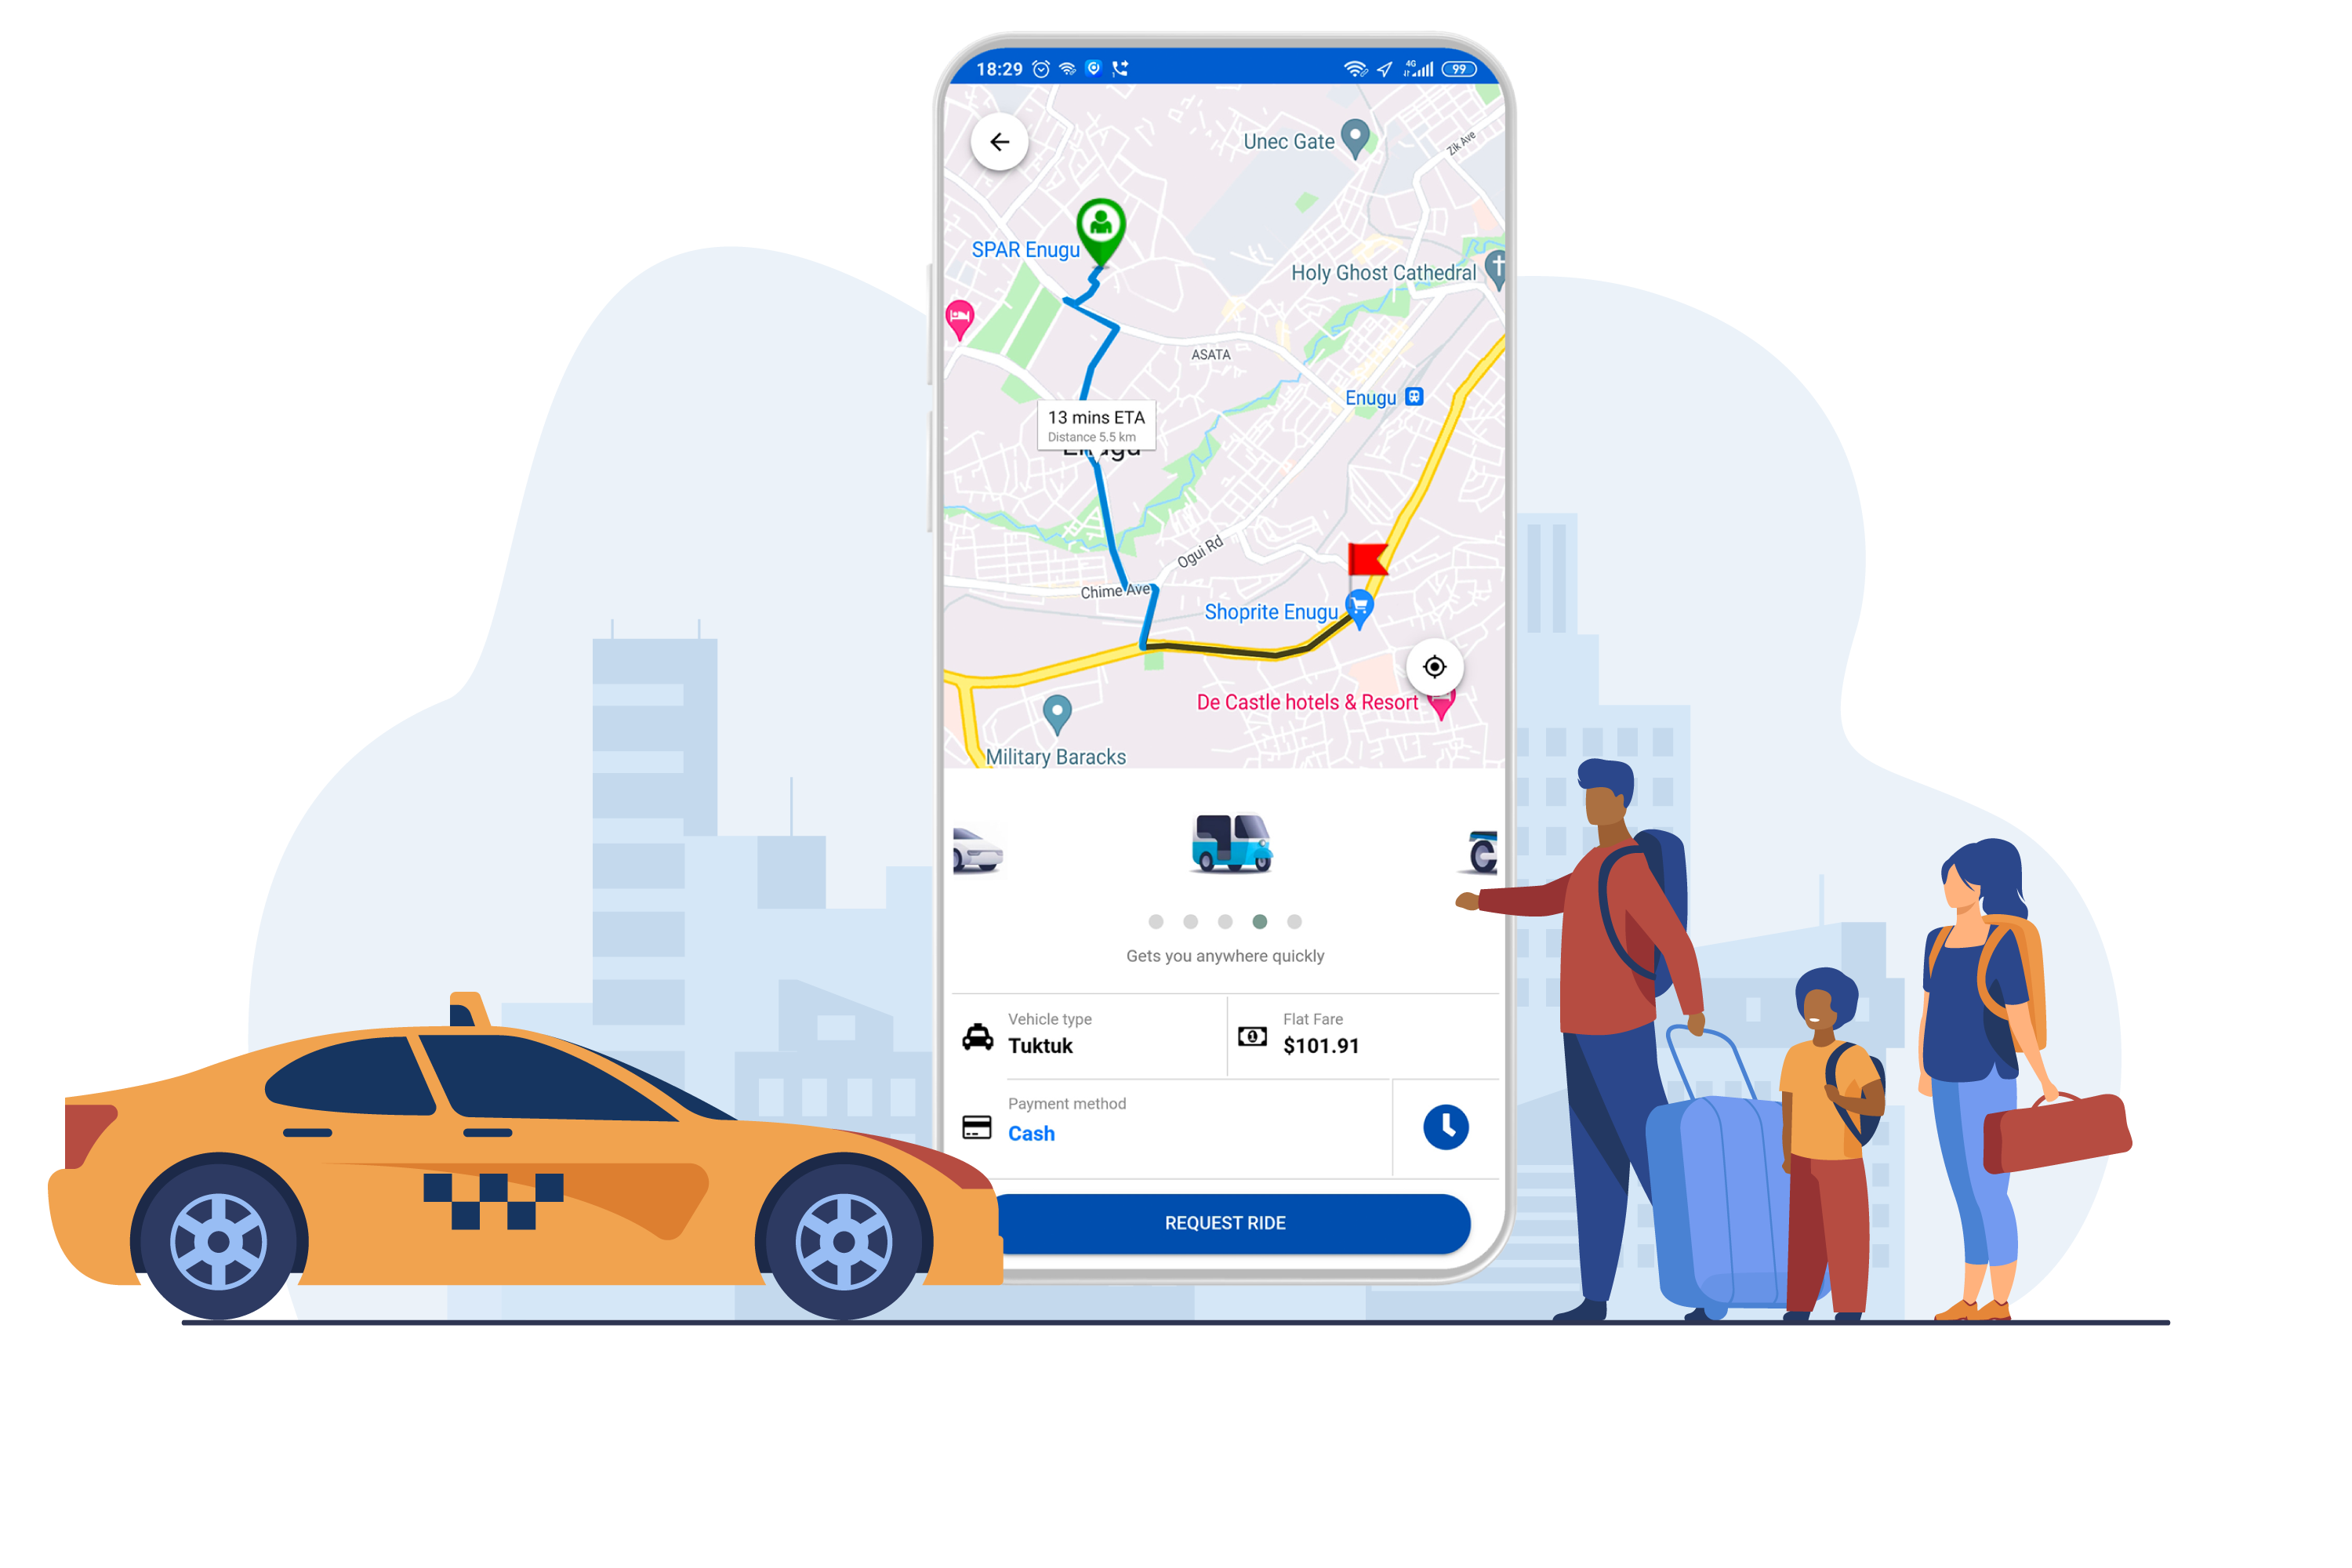 18:29
4G
99
Unec Gate
Zik Ave
SPAR Enugu
Holy Ghost Cathedral
ASATA
Enugu
13 mins ETA
Distance 5.5 km
Enugu
Ogui Rd
Chime Ave
Shoprite Enugu
De Castle hotels & Resort
Military Baracks
Gets you anywhere quickly
Vehicle type
Tuktuk
Flat Fare
$101.91
Payment method
Cash
REQUEST RIDE